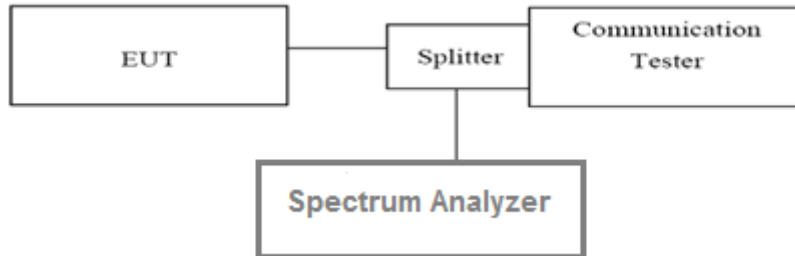 EUT
Splitter
Communication
Tester
Spectrum Analyzer